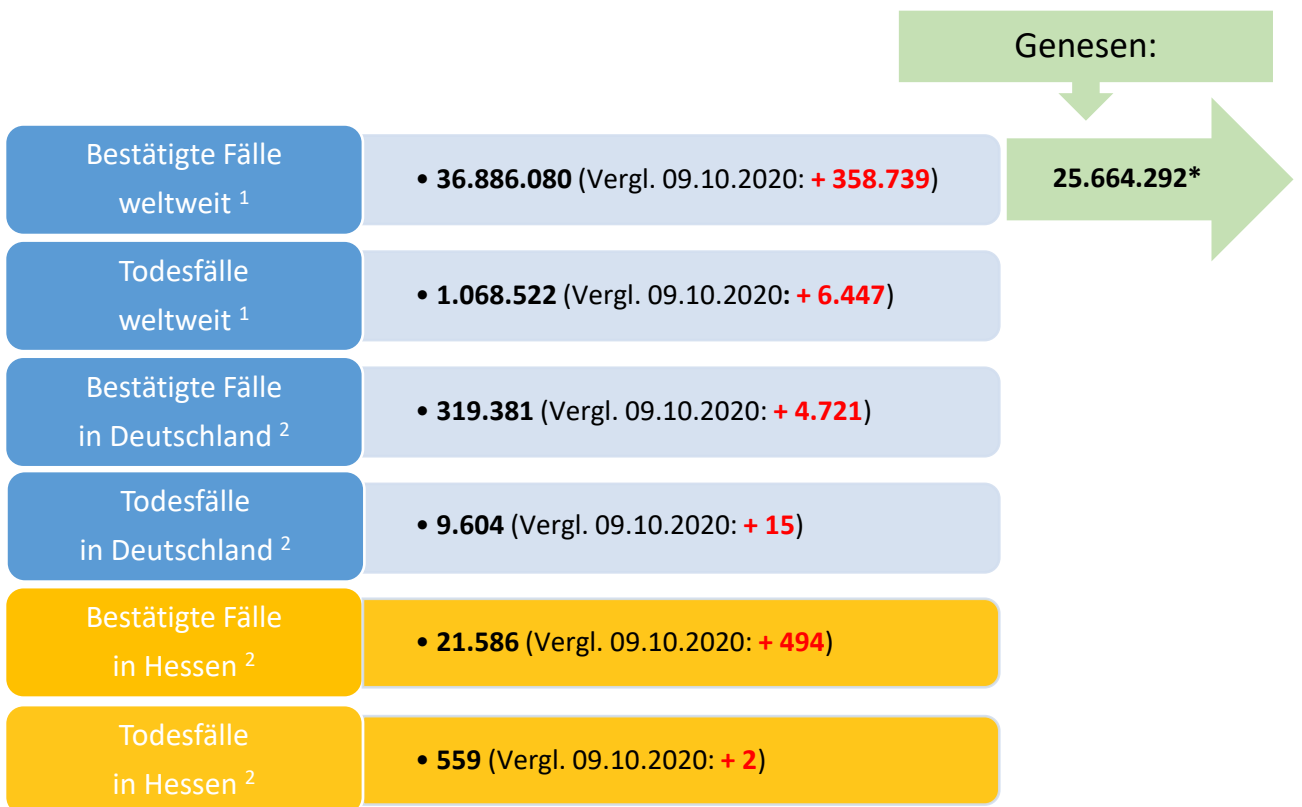 Genesen:
Bestätigte Fälle
weltweit ¹
• 36.886.080 (Vergl. 09.10.2020: + 358.739)
25.664.292*
Todesfälle
weltweit ¹
• 1.068.522 (Vergl. 09.10.2020: + 6.447)
Bestätigte Fälle
in Deutschland ²
• 319.381 (Vergl. 09.10.2020: + 4.721)
Todesfälle
in Deutschland ²
• 9.604 (Vergl. 09.10.2020: + 15)
Bestätigte Fälle
in Hessen ²
• 21.586 (Vergl. 09.10.2020: + 494)
Todesfälle
in Hessen ²
• 559 (Vergl. 09.10.2020: + 2)